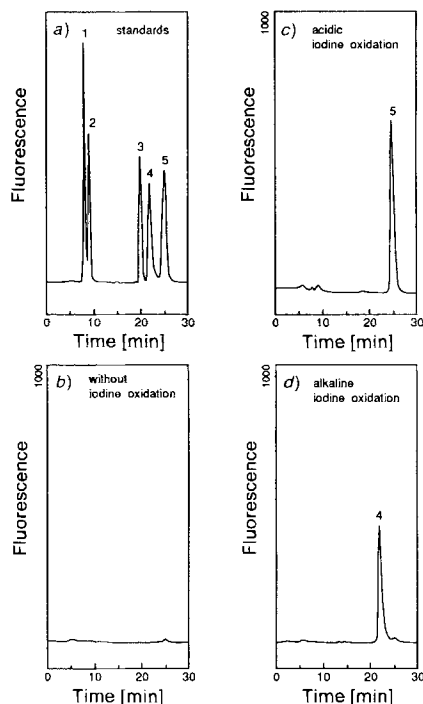 a) standards
1
2
3
4
5
Fluorescence
0 10 20 30
Time [min]
1000
c) acidic
iodine oxidation
5
Fluorescence
0 10 20 30
Time [min]
1000
b) without
iodine oxidation
Fluorescence
0 10 20 30
Time [min]
1000
d) alkaline
iodine oxidation
4
Fluorescence
0 10 20 30
Time [min]